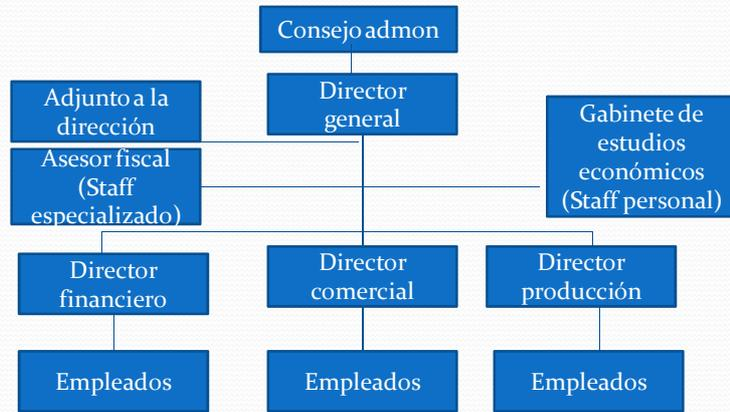 Consejo admon
Director
general
Adjunto a la
dirección
Asesor fiscal
(Staff
especializado)
Gabinete de
estudios
económicos
(Staff personal)
Director
financiero
Director
comercial
Director
producción
Empleados
Empleados
Empleados